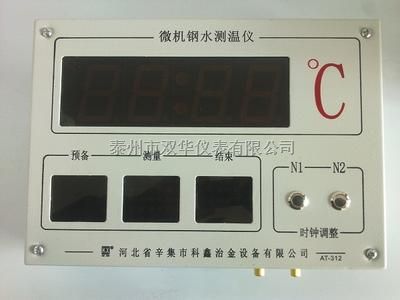 微机钢水测温仪
℃
泰州市双华仪表有限公司
预备 测量 结束
N1 N2
时钟调整
河北省辛集市科鑫冶金设备有限公司
AT-312